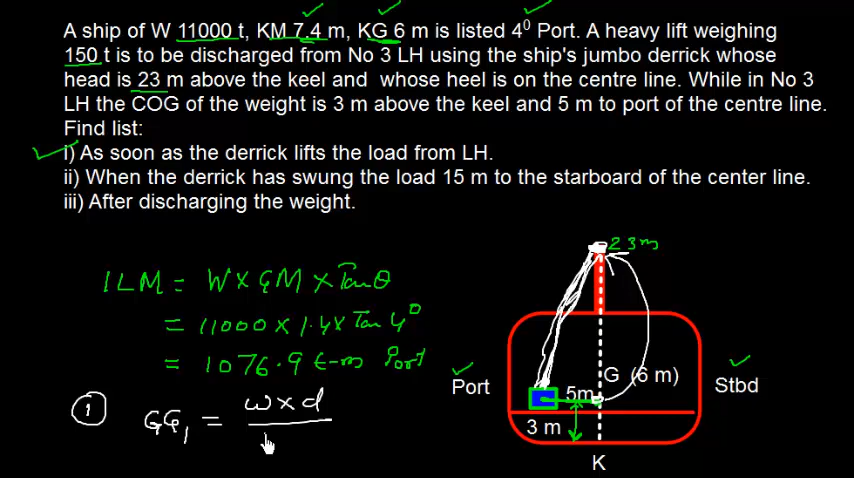 A ship of W 11000 t, KM 7.4 m, KG 6 m is listed 4⁰ Port. A heavy lift weighing
150 t is to be discharged from No 3 LH using the ship's jumbo derrick whose
head is 23 m above the keel and whose heel is on the centre line. While in No 3
LH the COG of the weight is 3 m above the keel and 5 m to port of the centre line.
Find list:
i) As soon as the derrick lifts the load from LH.
ii) When the derrick has swung the load 15 m to the starboard of the center line.
iii) After discharging the weight.
23m
ILM = W x GM x Tan θ
= 11000 x 1.4 x Tan 4⁰
= 1076.9 t-m Port
Port
G (6 m)
Stbd
5m
① GG₁ = w x d
3 m
K